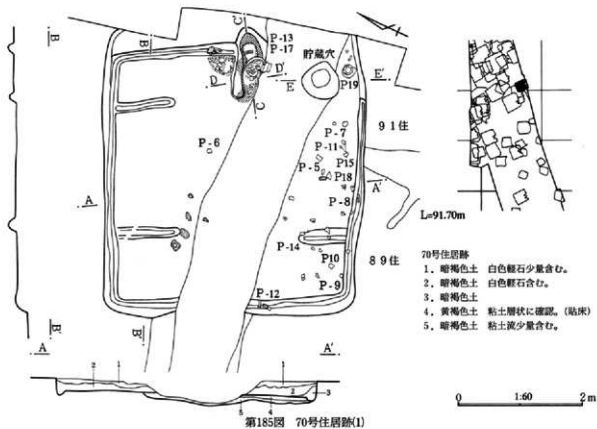 C
P-13
P-17
貯蔵穴
B
B'
D
D'
E
E'
P19
C
91住
P-7
P-11
P-6
P15
P-5
P18
A
A'
P-8
L=91.70m
P-14
89住
P10
P-9
P-12
B'
B'
A
A'
2
1
1
2
3
5
4
70号住居跡
1．暗褐色土 白色軽石少量含む。
2．暗褐色土 白色軽石含む。
3．暗褐色土
4．黄褐色土 粘土層状に確認。(貼床)
5．暗褐色土 粘土流少量含む。
0 1:60 2m
第185図 70号住居跡(1)